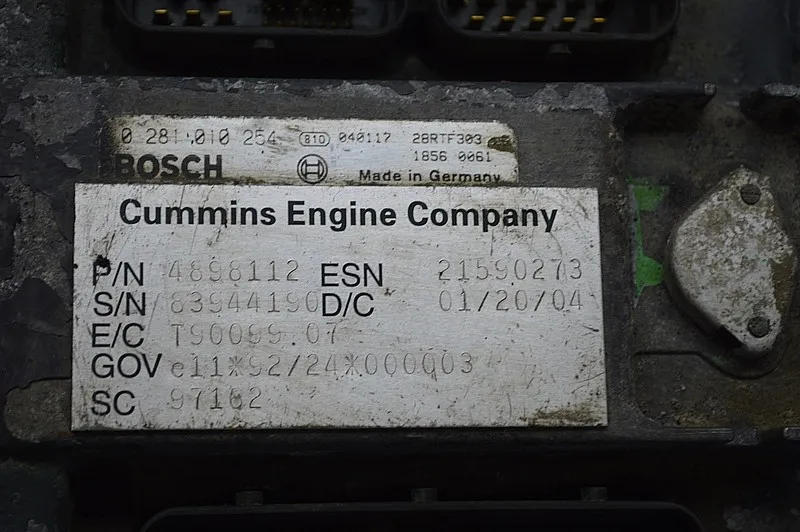 0 281 010 254 810 040117 28RTF303
1856 0061
BOSCH Made in Germany
Cummins Engine Company
P/N 4898112 ESN 21590273
S/N 83944190 D/C 01/20/04
E/C T90099.07
GOV e11*92/24*000003
SC 97162